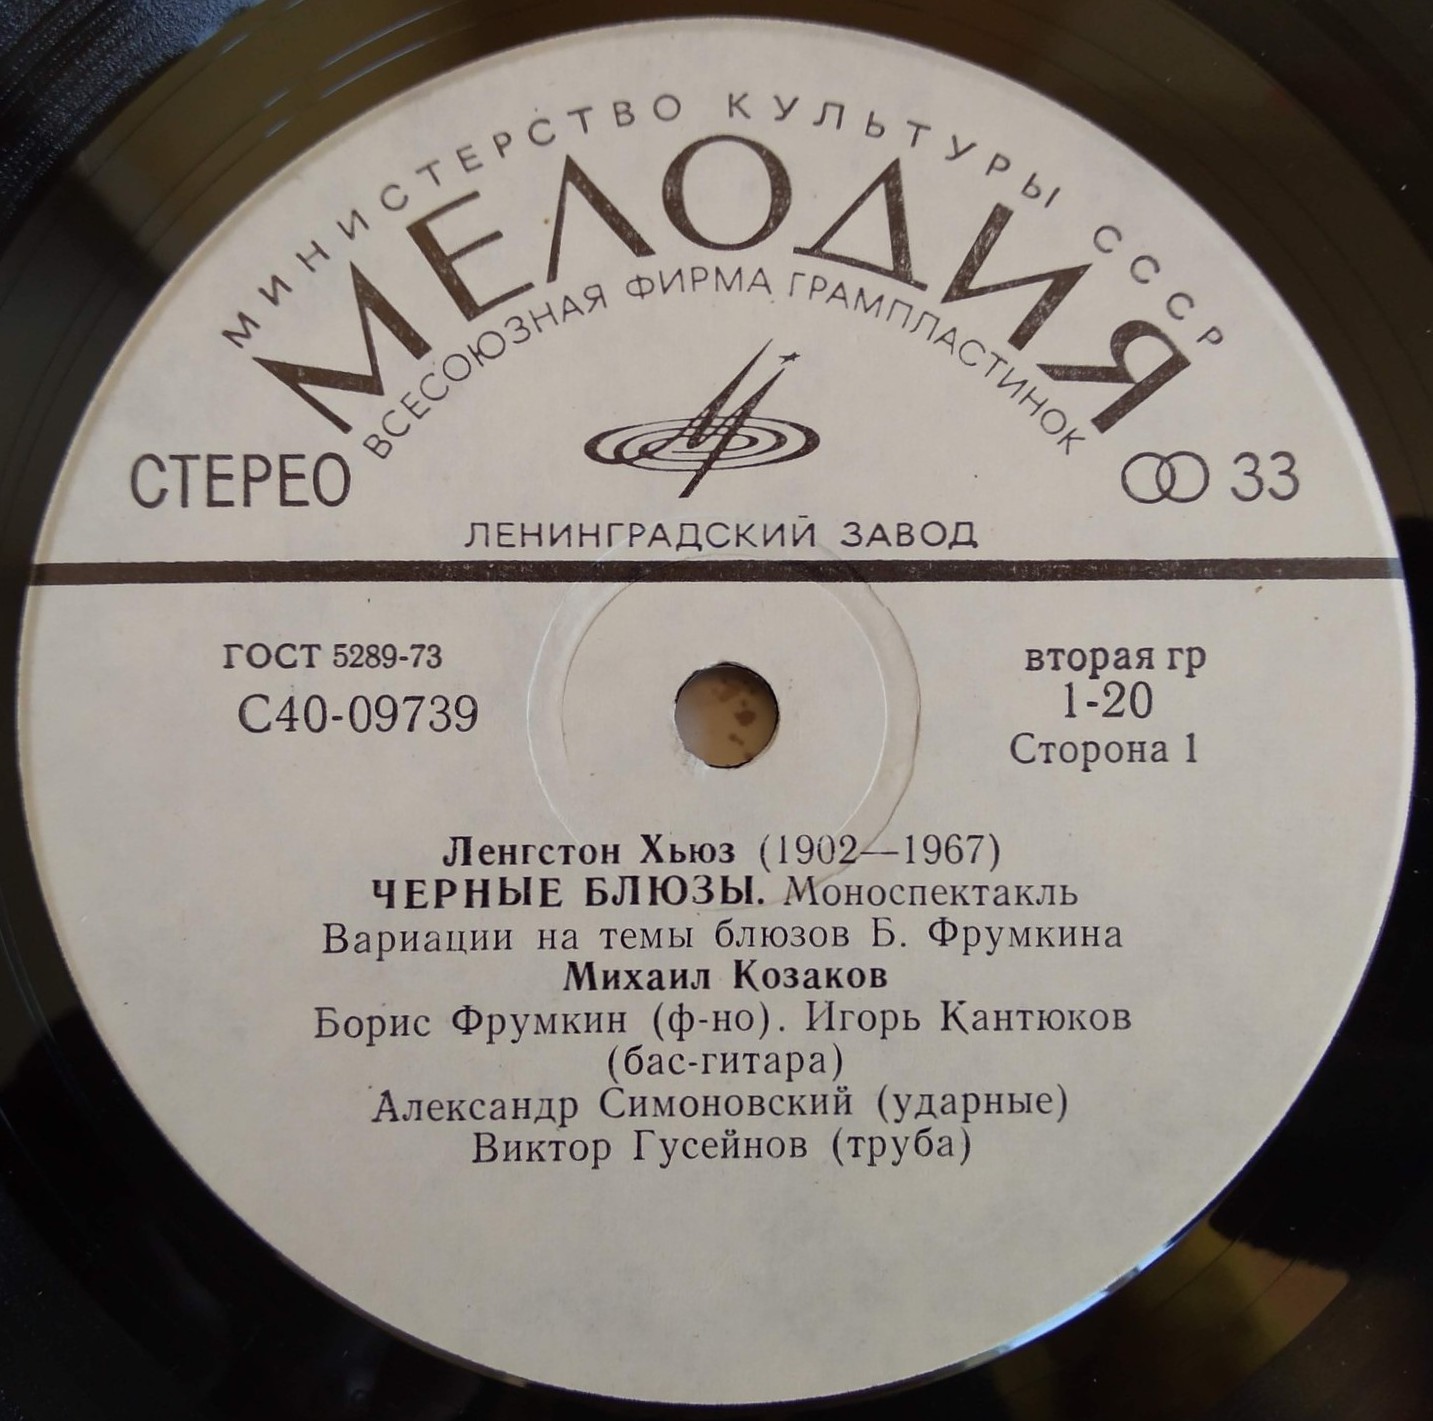 МИНИСТЕРСТВО КУЛЬТУРЫ СССР
МЕЛОДИЯ
ВСЕСОЮЗНАЯ ФИРМА ГРАМПЛАСТИНОК
СТЕРЕО
33
ЛЕНИНГРАДСКИЙ ЗАВОД
ГОСТ 5289-73
С40-09739
вторая гр
1-20
Сторона 1
Ленгстон Хьюз (1902—1967)
ЧЕРНЫЕ БЛЮЗЫ. Моноспектакль
Вариации на темы блюзов Б. Фрумкина
Михаил Козаков
Борис Фрумкин (ф-но). Игорь Кантюков
(бас-гитара)
Александр Симоновский (ударные)
Виктор Гусейнов (труба)